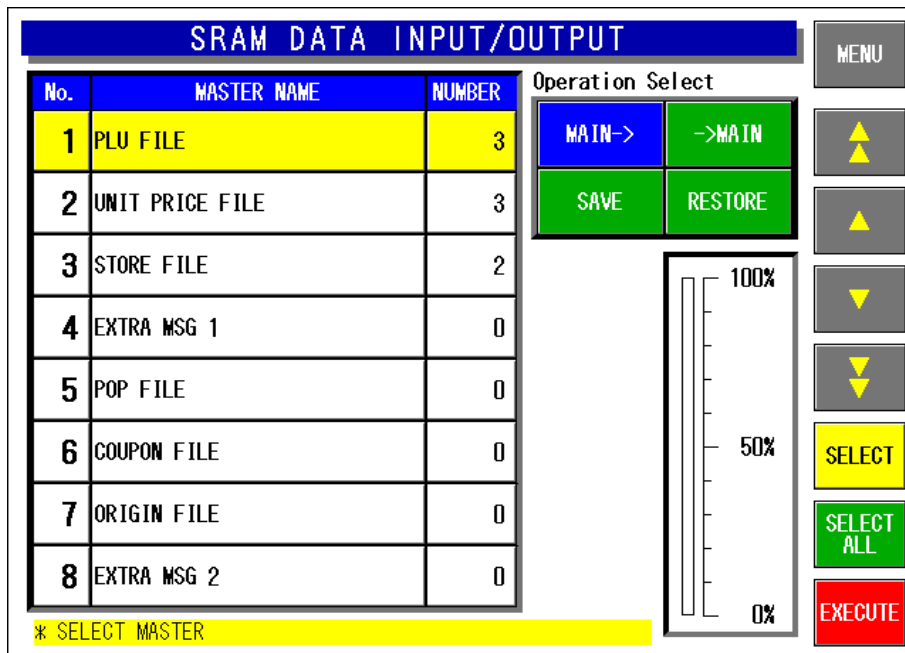 SRAM DATA INPUT/OUTPUT
MENU
No. MASTER NAME NUMBER
1 PLU FILE 3
2 UNIT PRICE FILE 3
3 STORE FILE 2
4 EXTRA MSG 1 0
5 POP FILE 0
6 COUPON FILE 0
7 ORIGIN FILE 0
8 EXTRA MSG 2 0
* SELECT MASTER
Operation Select
MAIN-> ->MAIN
SAVE RESTORE
100%
50%
0%
SELECT
SELECT
ALL
EXECUTE